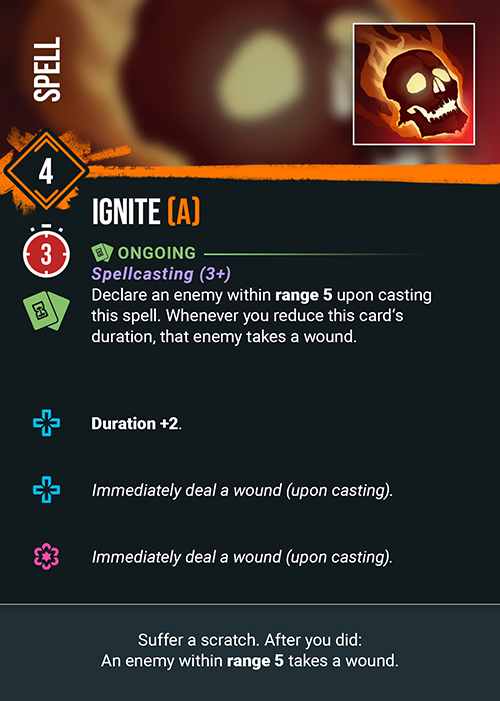 SPELL
4
IGNITE (A)
3
ONGOING
Spellcasting (3+)
Declare an enemy within range 5 upon casting
this spell. Whenever you reduce this card's
duration, that enemy takes a wound.
Duration +2.
Immediately deal a wound (upon casting).
Immediately deal a wound (upon casting).
Suffer a scratch. After you did:
An enemy within range 5 takes a wound.